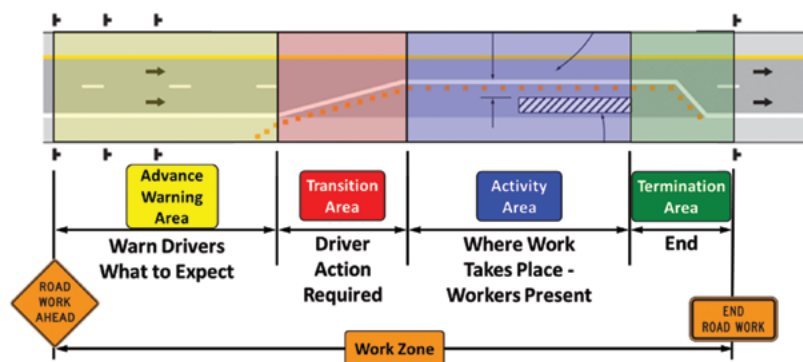 Advance
Warning
Area
Transition
Area
Activity
Area
Termination
Area
Warn Drivers
What to Expect
Driver
Action
Required
Where Work
Takes Place -
Workers Present
End
ROAD
WORK
AHEAD
END
ROAD WORK
Work Zone